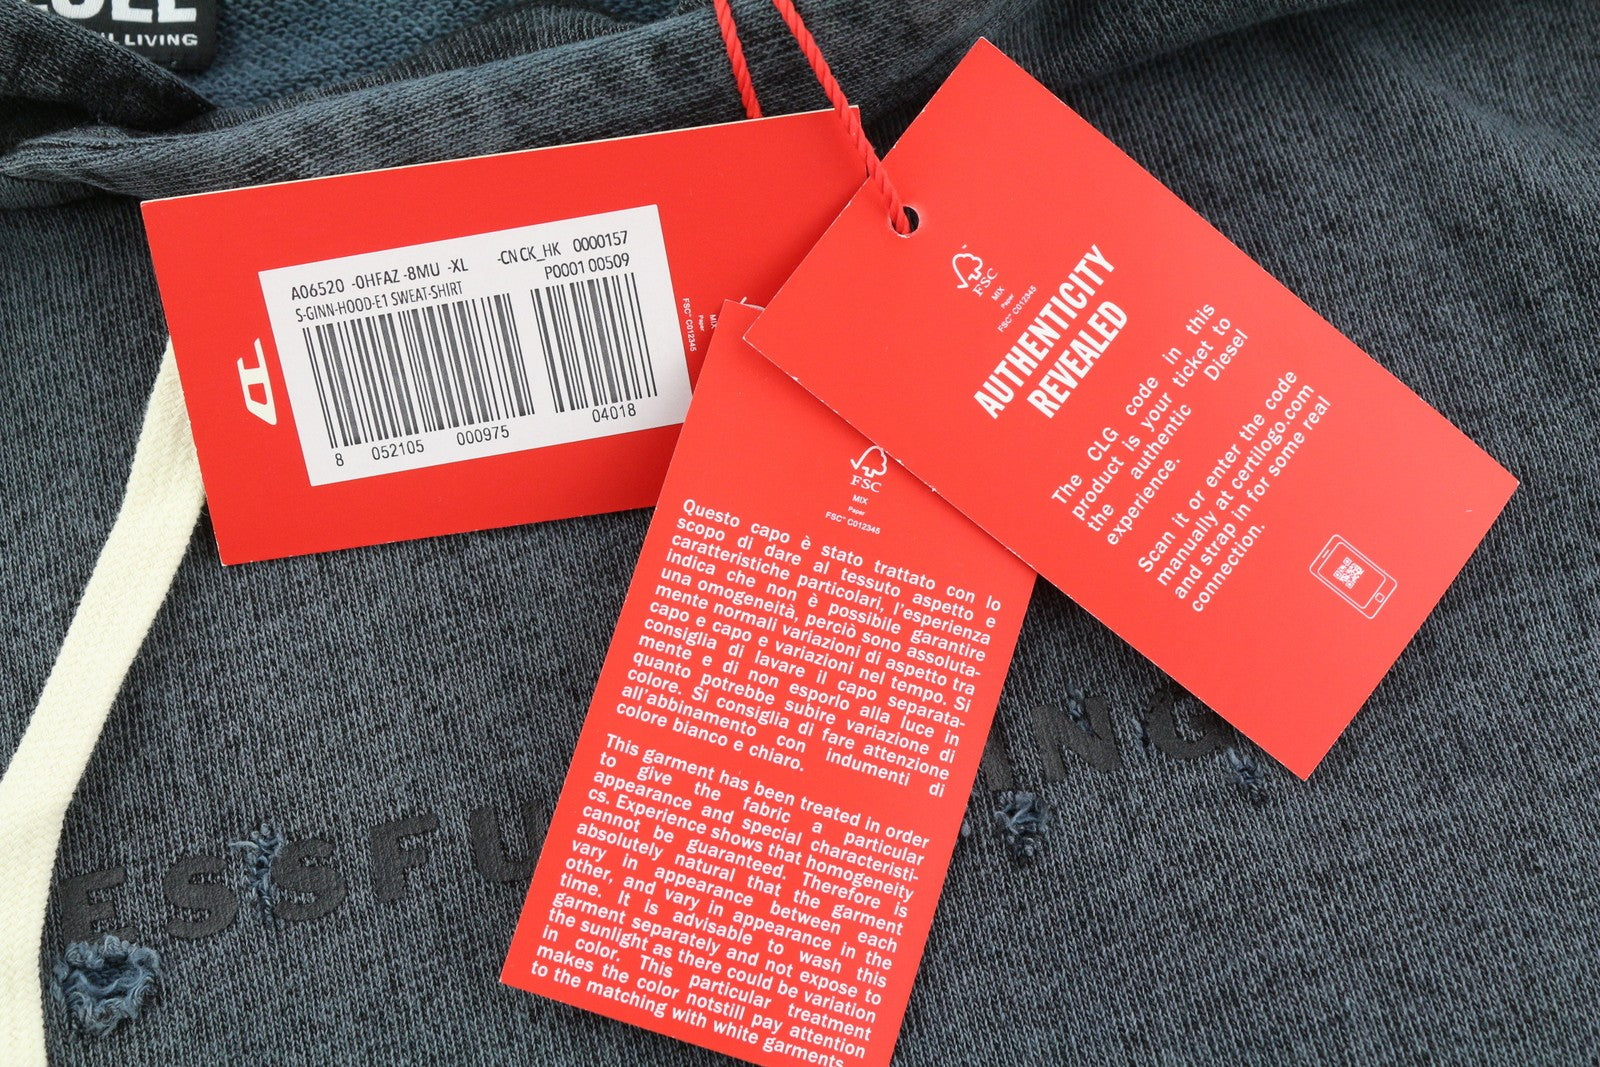 LIVING
A06520 -0HFAZ -8MU -XL -CN CK_HK 0000157
S-GINN-HOOD-E1 SWEAT-SHIRT P0001 00509
8 052105 000975 04018
MIX
Paper
FSC™ C012345
FSC
MIX
Paper
FSC™ C012345
AUTHENTICITY
REVEALED
The CLG code in this
product is your ticket to
the authentic Diesel
experience.
Scan it or enter the code
manually at certilogo.com
and strap in for some real
connection.
FSC
MIX
Paper
FSC™ C012345
Questo capo è stato trattato con lo
scopo di dare al tessuto aspetto e
caratteristiche particolari, l'esperienza
indica che non è possibile garantire
una omogeneità, perciò sono assoluta-
mente normali variazioni di aspetto tra
capo e capo e variazioni nel tempo. Si
consiglia di lavare il capo separata-
mente e di non esporlo alla luce in
quanto potrebbe subire variazione di
colore. Si consiglia di fare attenzione
all'abbinamento con indumenti di
colore bianco e chiaro.
This garment has been treated in order
to give the fabric a particular
appearance and special characteristi-
cs. Experience shows that homogeneity
cannot be guaranteed. Therefore is
absolutely natural that the garment
vary in appearance between each
other, and vary in appearance in the
time. It is advisable to wash this
garment separately and not expose to
the sunlight as there could be variation
in color. This particular treatment
makes the color notstill pay attention
to the matching with white garments
ESSFU
ING